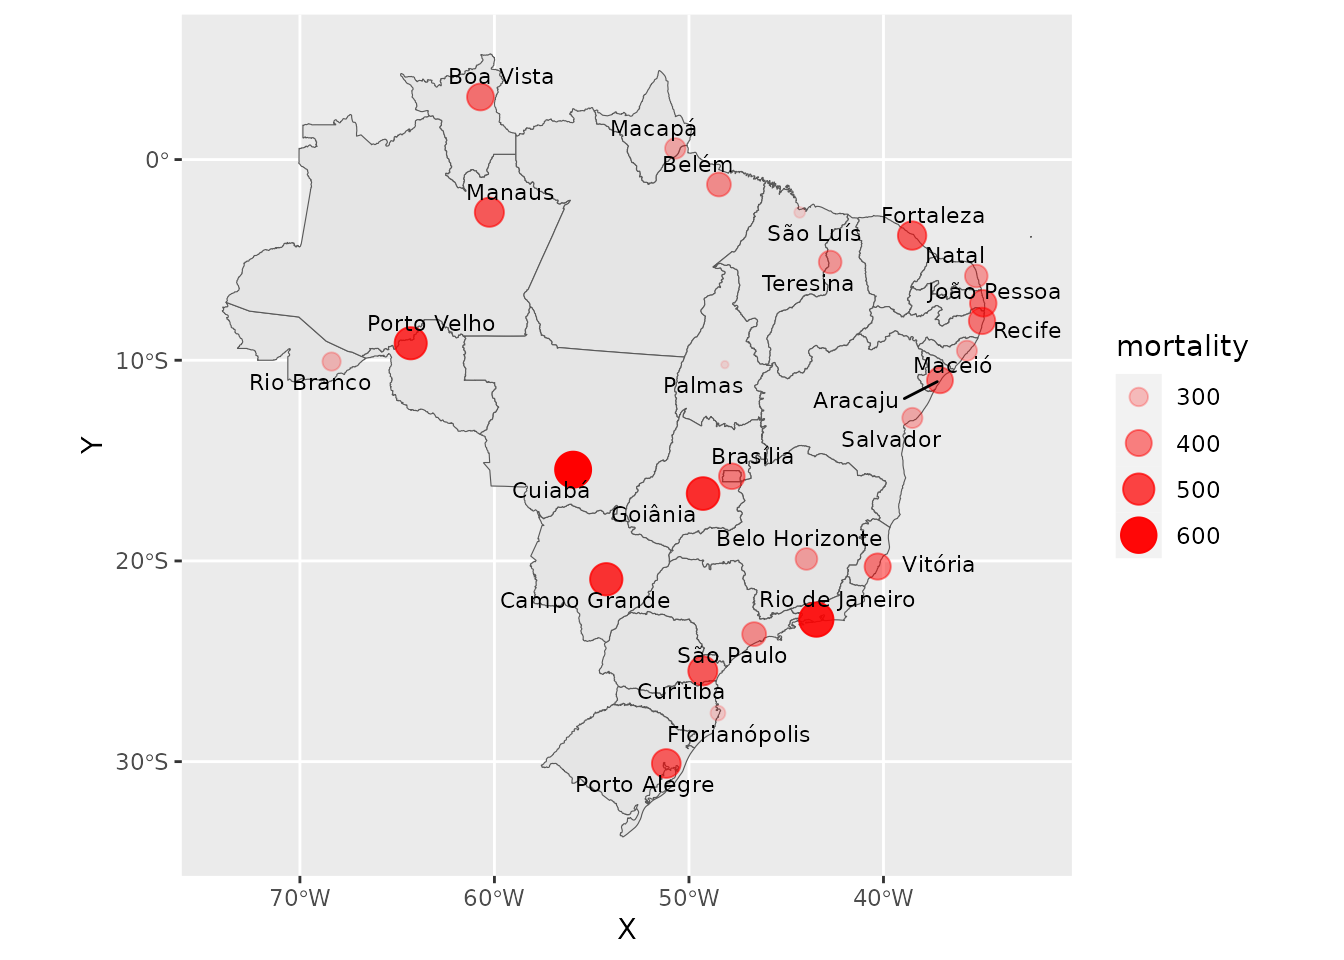 Boa Vista
Macapá
Belém
Manaus
Fortaleza
São Luís
Natal
Teresina
João Pessoa
Porto Velho
Recife
Maceió
Rio Branco
Palmas
Aracaju
Salvador
Brasília
Cuiabá
Goiânia
Belo Horizonte
Vitória
Campo Grande
Rio de Janeiro
São Paulo
Curitiba
Florianópolis
Porto Alegre
0°
10°S
20°S
30°S
Y
70°W
60°W
50°W
40°W
X
mortality
300
400
500
600